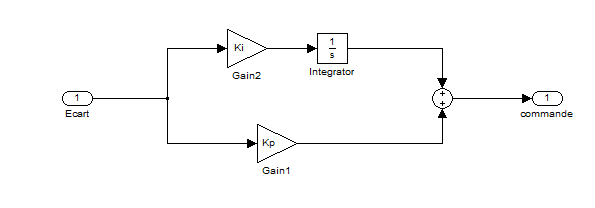 Ki
Gain2
1
s
Integrator
1
Ecart
+
+
1
commande
Kp
Gain1